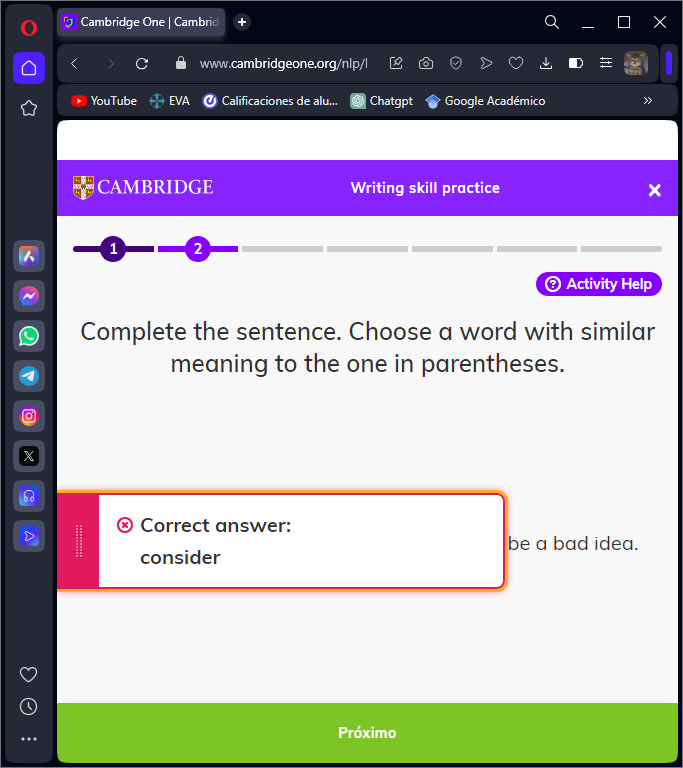 Cambridge One | Cambrid
www.cambridgeone.org/nlp/l
YouTube
EVA
Calificaciones de alu...
Chatgpt
Google Académico
CAMBRIDGE
Writing skill practice
1
2
Activity Help
Complete the sentence. Choose a word with similar
meaning to the one in parentheses.
Correct answer:
consider
be a bad idea.
Próximo